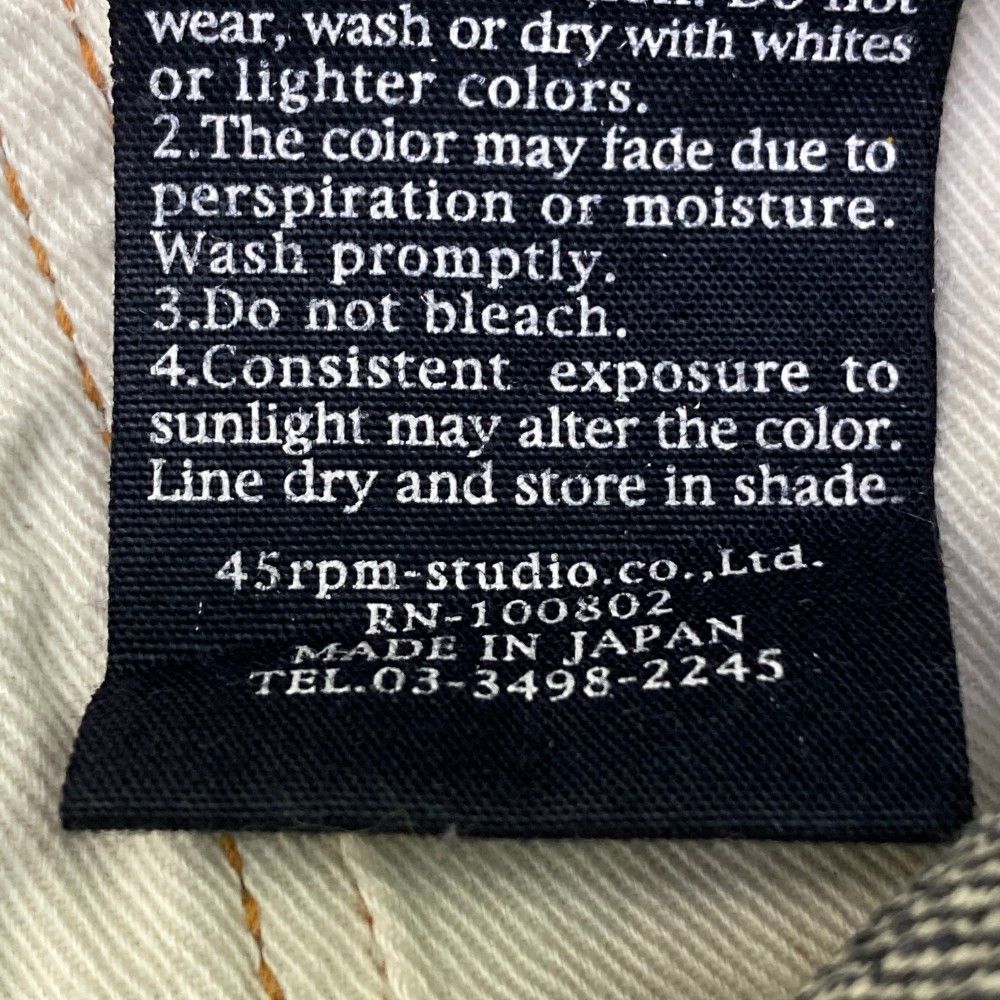 Do not
wear, wash or dry with whites
or lighter colors.
2.The color may fade due to
perspiration or moisture.
Wash promptly.
3.Do not bleach.
4.Consistent exposure to
sunlight may alter the color.
Line dry and store in shade.
45rpm-studio.co.,Ltd.
RN-100802
MADE IN JAPAN
TEL.03-3498-2245